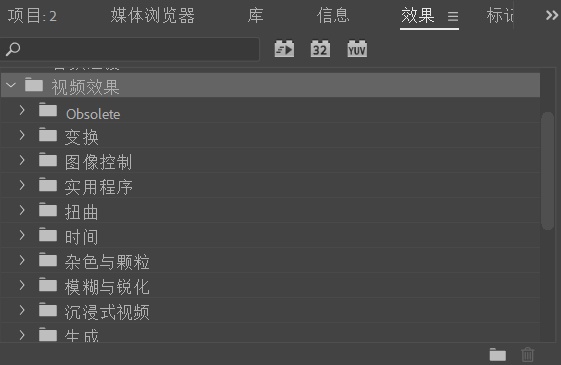 项目: 2 媒体浏览器 库 信息 效果 标记
32 YUV
视频效果
Obsolete
变换
图像控制
实用程序
扭曲
时间
杂色与颗粒
模糊与锐化
沉浸式视频
生成